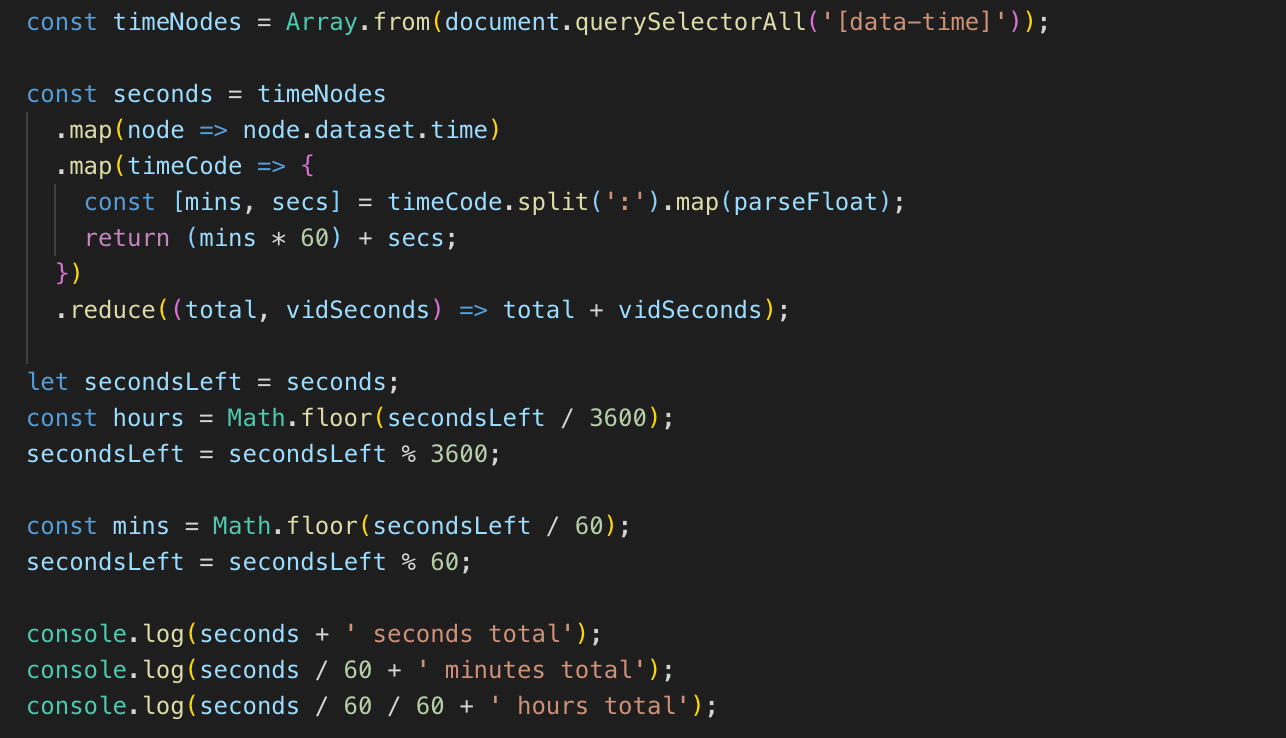 const timeNodes = Array.from(document.querySelectorAll('[data-time]'));
const seconds = timeNodes
.map(node => node.dataset.time)
.map(timeCode => {
const [mins, secs] = timeCode.split(':').map(parseFloat);
return (mins * 60) + secs;
})
.reduce((total, vidSeconds) => total + vidSeconds);
let secondsLeft = seconds;
const hours = Math.floor(secondsLeft / 3600);
secondsLeft = secondsLeft % 3600;
const mins = Math.floor(secondsLeft / 60);
secondsLeft = secondsLeft % 60;
console.log(seconds + ' seconds total');
console.log(seconds / 60 + ' minutes total');
console.log(seconds / 60 / 60 + ' hours total');